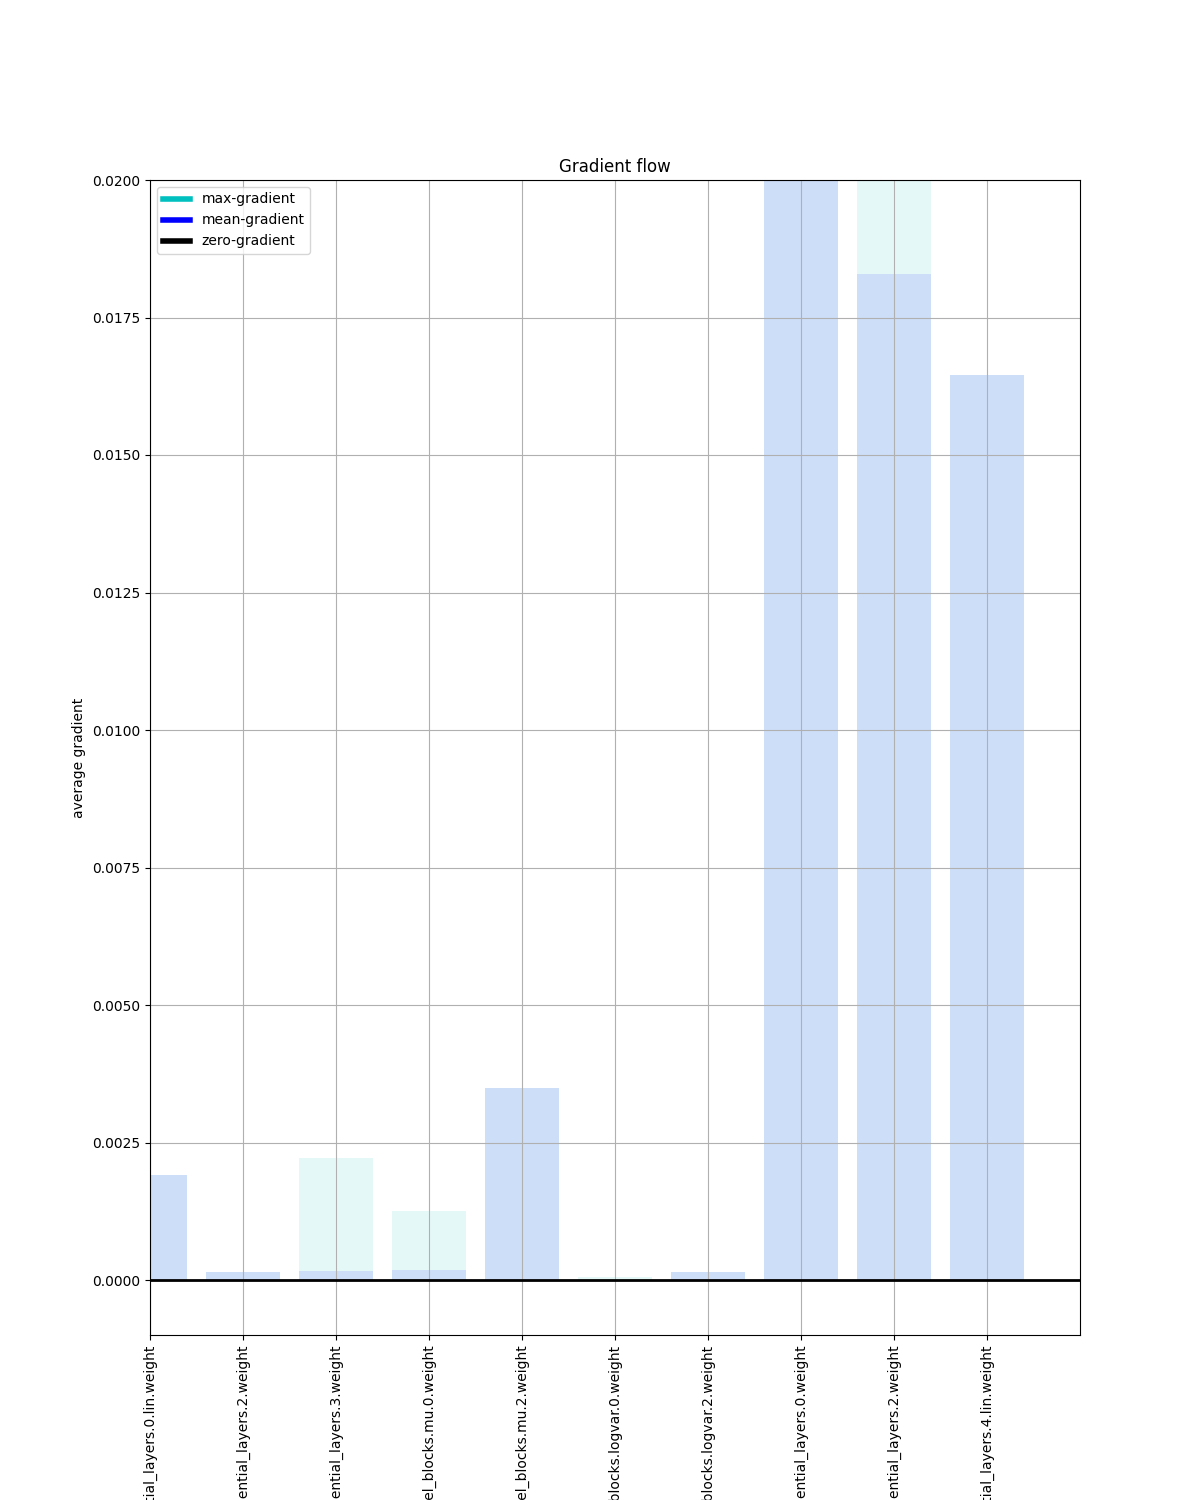 Gradient flow
max-gradient
mean-gradient
zero-gradient
0.0200
0.0175
0.0150
0.0125
0.0100
0.0075
0.0050
0.0025
0.0000
average gradient
tial_layers.0.lin.weight
ential_layers.2.weight
ential_layers.3.weight
el_blocks.mu.0.weight
el_blocks.mu.2.weight
blocks.logvar.0.weight
blocks.logvar.2.weight
ential_layers.0.weight
ential_layers.2.weight
tial_layers.4.lin.weight